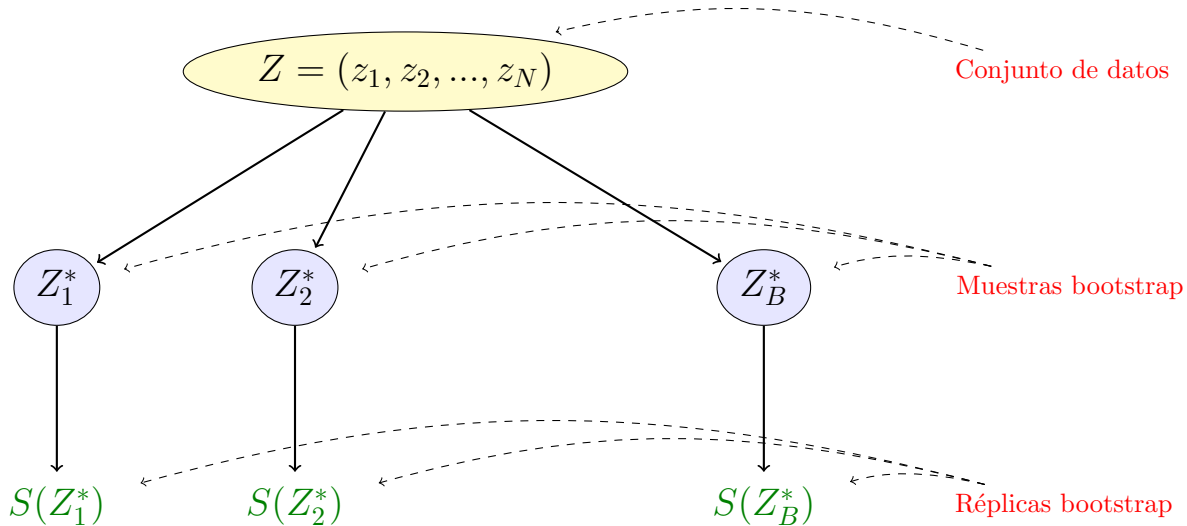 Z = (z_1, z_2, ..., z_N)
Conjunto de datos
Z_1^*
Z_2^*
Z_B^*
Muestras bootstrap
S(Z_1^*)
S(Z_2^*)
S(Z_B^*)
Réplicas bootstrap